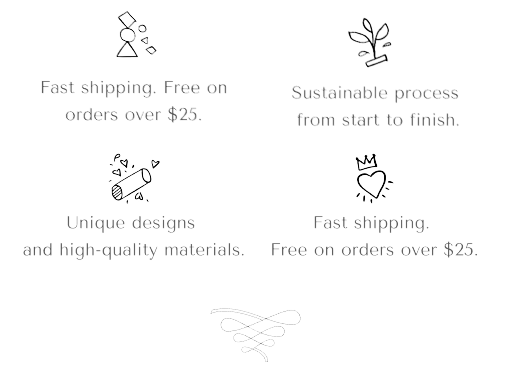 Fast shipping. Free on
orders over $25.
Sustainable process
from start to finish.
Unique designs
and high-quality materials.
Fast shipping.
Free on orders over $25.